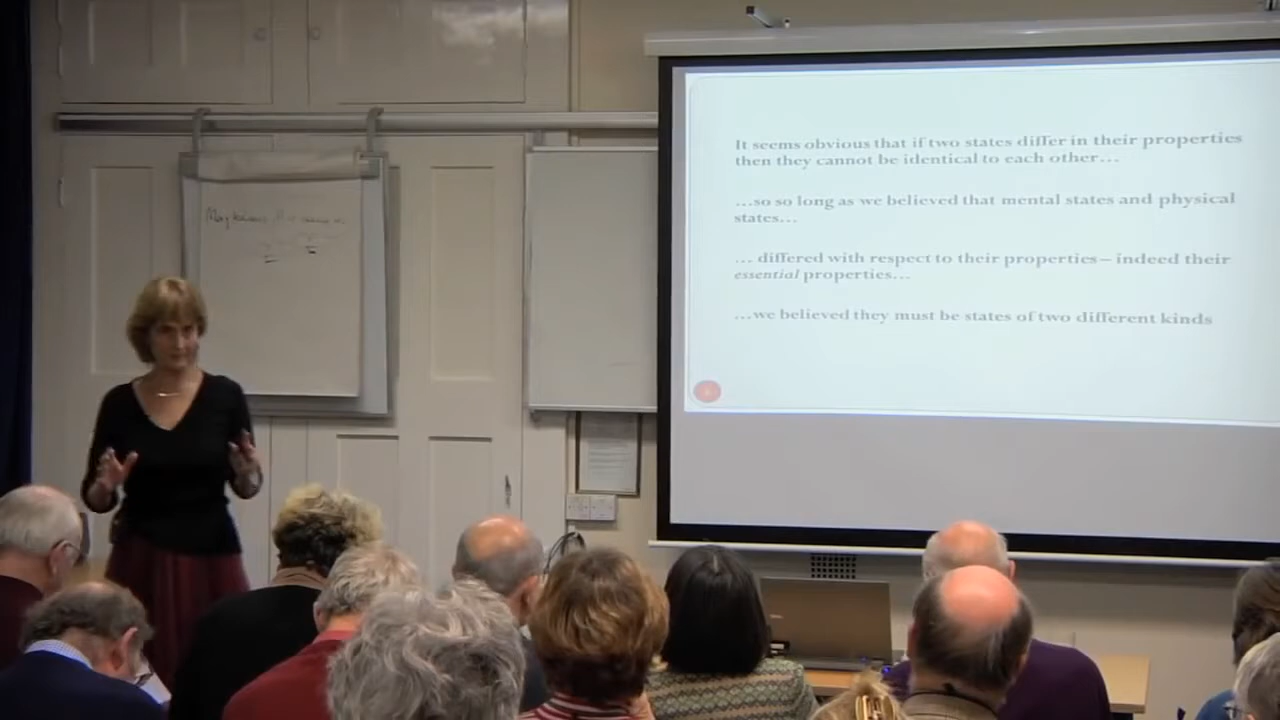 It seems obvious that if two states differ in their properties
then they cannot be identical to each other…
…so so long as we believed that mental states and physical
states…
… differed with respect to their properties – indeed their
essential properties…
…we believed they must be states of two different kinds